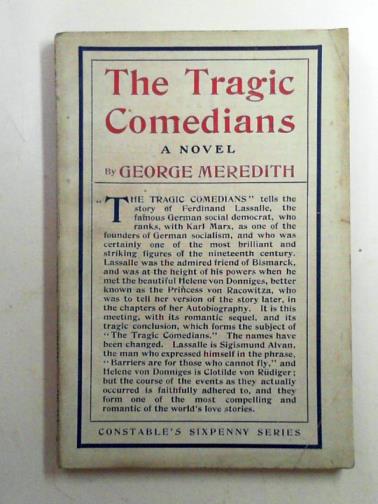 The Tragic
Comedians
A NOVEL
By GEORGE MEREDITH
"THE TRAGIC COMEDIANS" tells the
story of Ferdinand Lassalle, the
famous German social democrat, who
ranks, with Karl Marx, as one of the
founders of German socialism, and who was
certainly one of the most brilliant and
striking figures of the nineteenth century.
Lassalle was the admired friend of Bismarck,
and was at the height of his powers when he
met the beautiful Helene von Donniges, better
known as the Princess von Racowitza, who
was to tell her version of the story later, in
the chapters of her Autobiography. It is this
meeting, with its romantic sequel, and its
tragic conclusion, which forms the subject of
"The Tragic Comedians." The names have
been changed. Lassalle is Sigismund Alvan,
the man who expressed himself in the phrase,
"Barriers are for those who cannot fly," and
Helene von Donniges is Clotilde von Rüdiger;
but the course of the events as they actually
occurred is faithfully adhered to, and they
form one of the most compelling and
romantic of the world's love stories.
CONSTABLE'S SIXPENNY SERIES